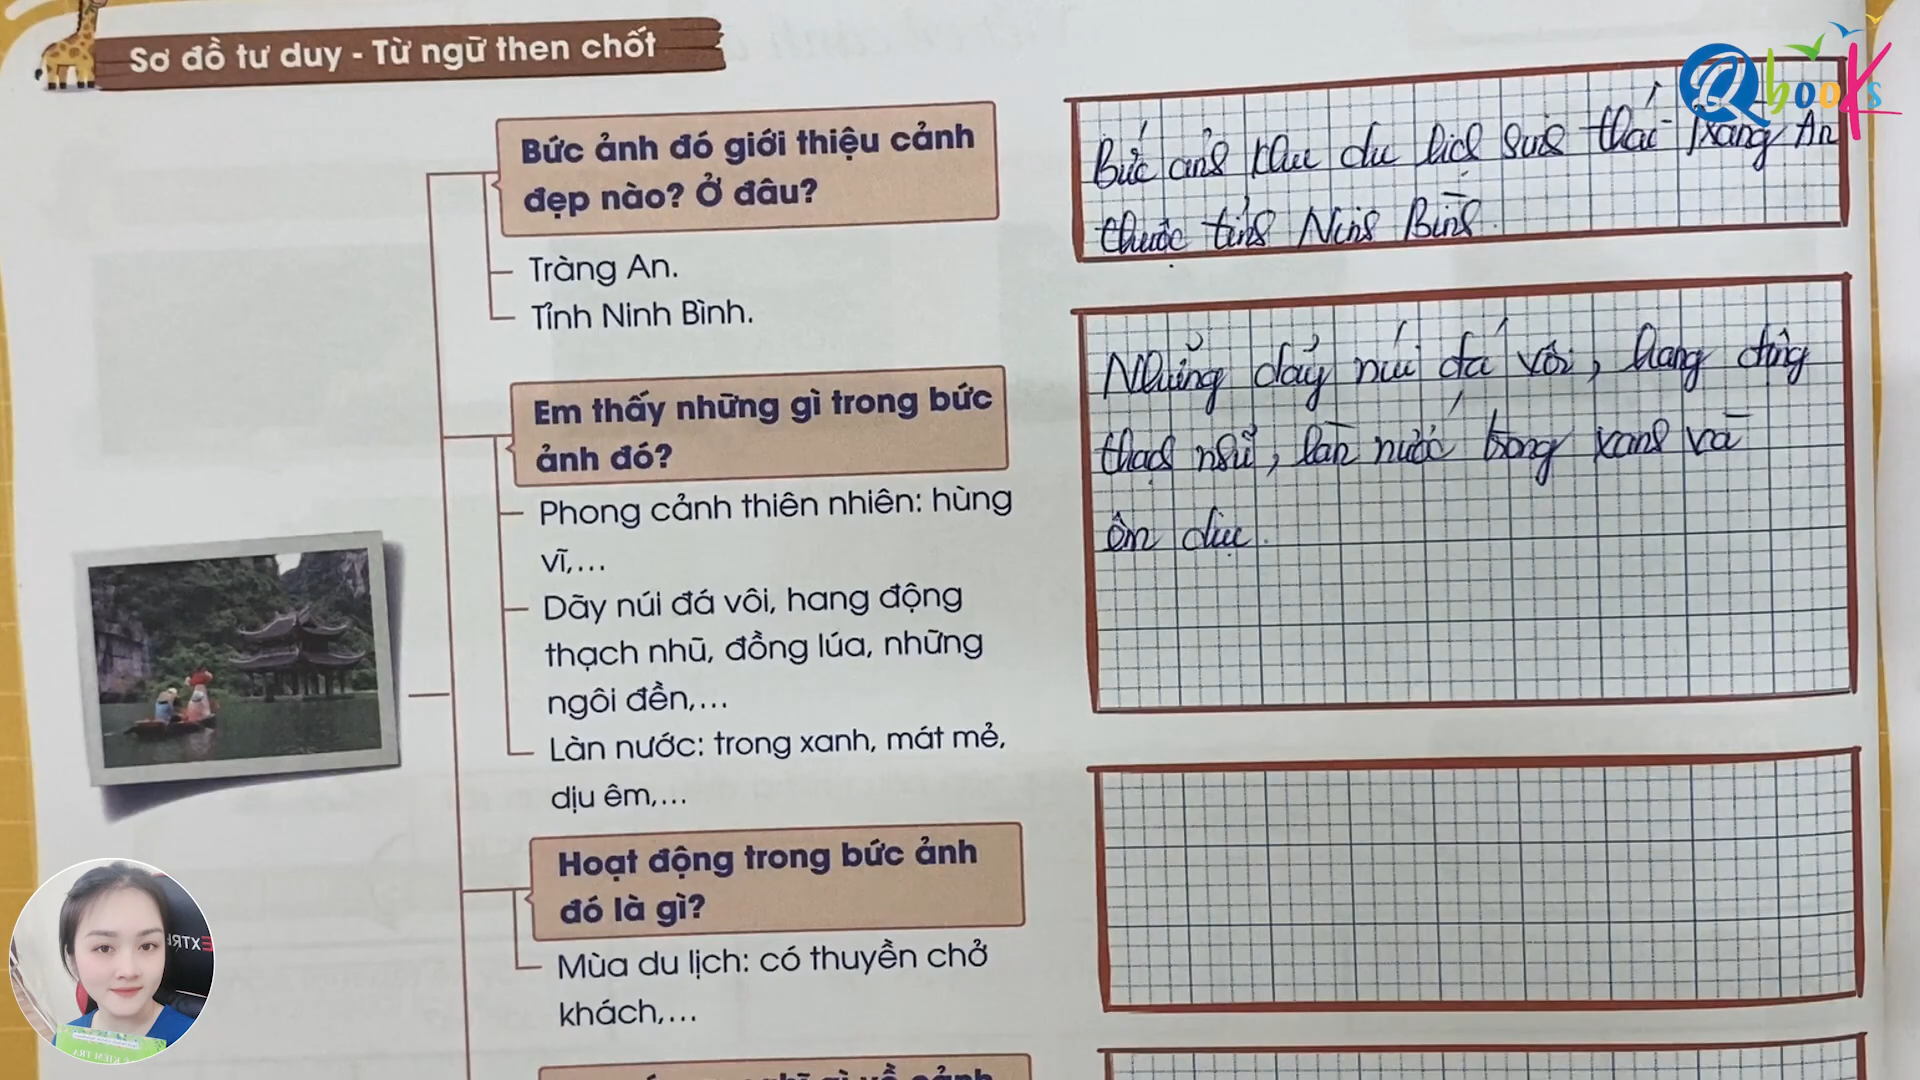 Sơ đồ tư duy - Từ ngữ then chốt
Qbooks
Bức ảnh đó giới thiệu cảnh
đẹp nào? Ở đâu?
Tràng An.
Tỉnh Ninh Bình.
Bức ảnh khu du lịch sinh thái Tràng An
thuộc tỉnh Ninh Bình.
Em thấy những gì trong bức
ảnh đó?
Phong cảnh thiên nhiên: hùng
vĩ,...
Dãy núi đá vôi, hang động
thạch nhũ, đồng lúa, những
ngôi đền,...
Làn nước: trong xanh, mát mẻ,
dịu êm,...
Những dãy núi đá vôi, hang động
thạch nhũ, làn nước trong xanh và
êm dịu.
Hoạt động trong bức ảnh
đó là gì?
Mùa du lịch: có thuyền chở
khách,...